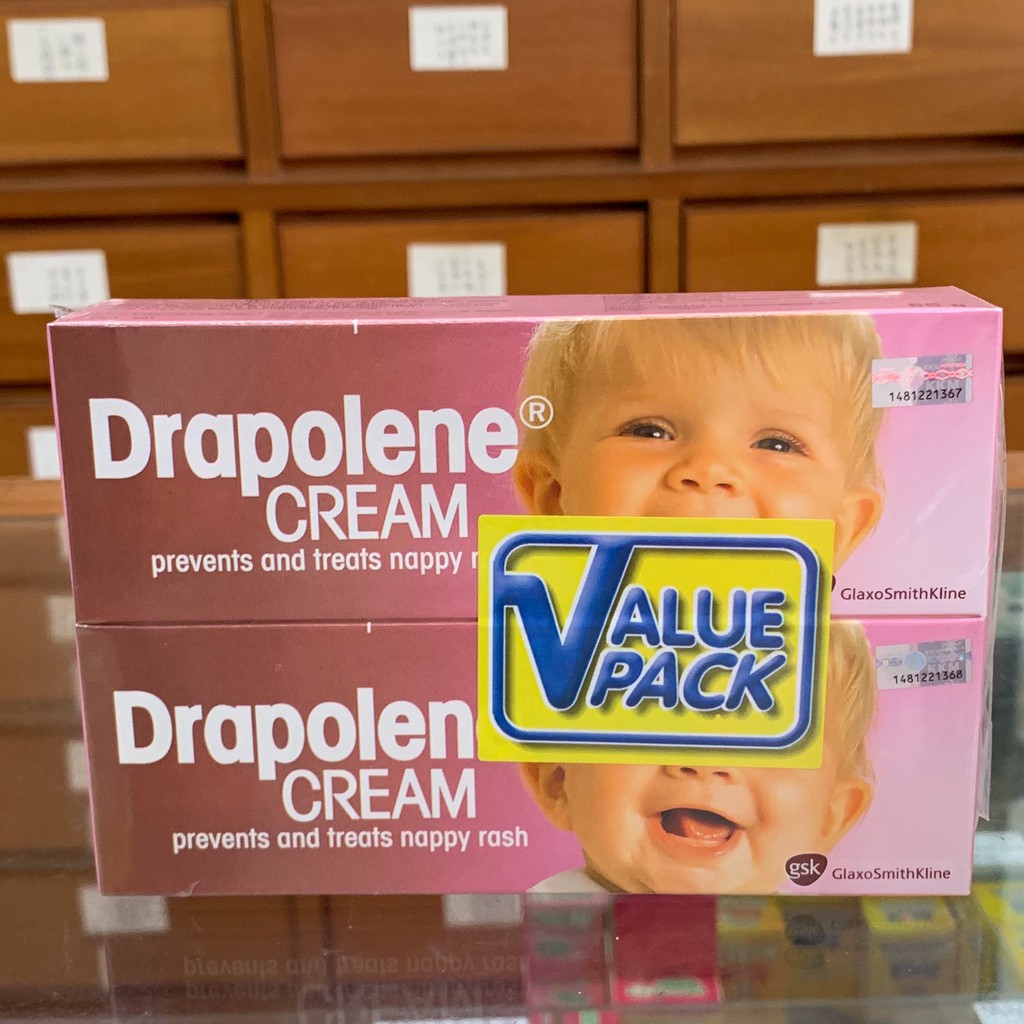 1481221367
Drapolene®
CREAM
prevents and treats nappy
GlaxoSmithKline
VALUE
PACK
1481221368
Drapolen
CREAM
prevents and treats nappy rash
gsk GlaxoSmithKline